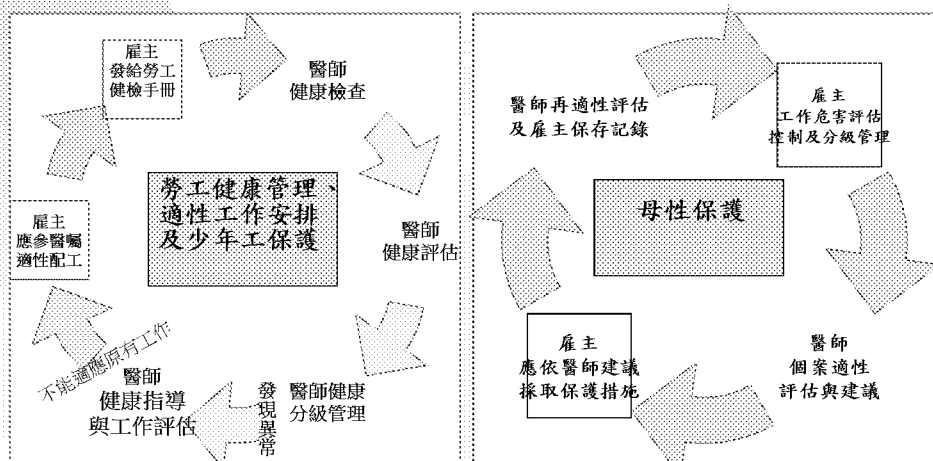 雇主
發給勞工
健檢手冊
醫師
健康檢查
醫師
健康評估
醫師健康
分級管理
發現異常
醫師
健康指導
與工作評估
不能適應原有工作
雇主
應參醫囑
適性配工
勞工健康管理、
適性工作安排
及少年工保護
雇主
工作危害評估
控制及分級管理
醫師
個案適性
評估與建議
雇主
應依醫師建議
採取保護措施
醫師再適性評估
及雇主保存記錄
母性保護